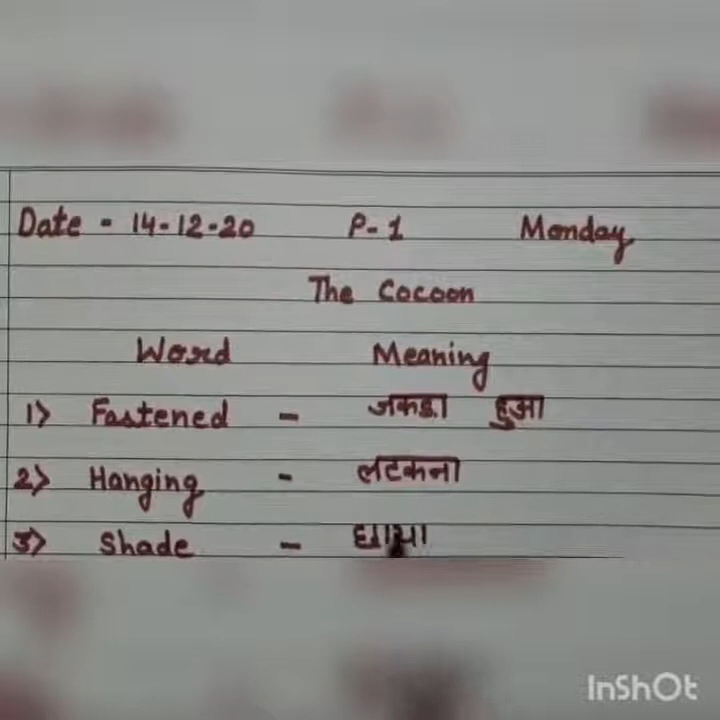 Date - 14-12-20 P-1 Monday
The Cocoon
Word Meaning
1) Fastened - जकडा हुआ
2) Hanging - लटकना
3) Shade -
InShOt